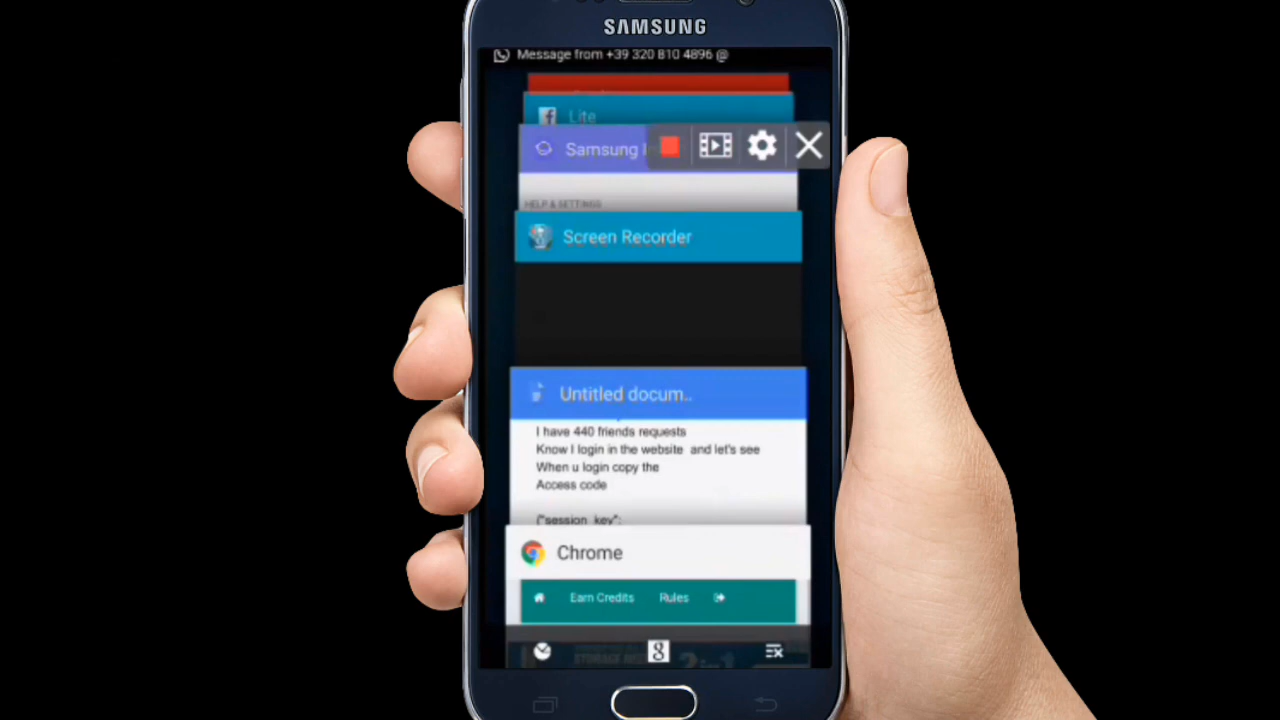 SAMSUNG
Message from +39 320 810 4896 @
Lite
Samsung I
HELP & SETTINGS
Screen Recorder
Untitled docum..
I have 440 friends requests
Know I login in the website and let's see
When u login copy the
Access code
{"session_key":
Chrome
Earn Credits Rules
8
2in1